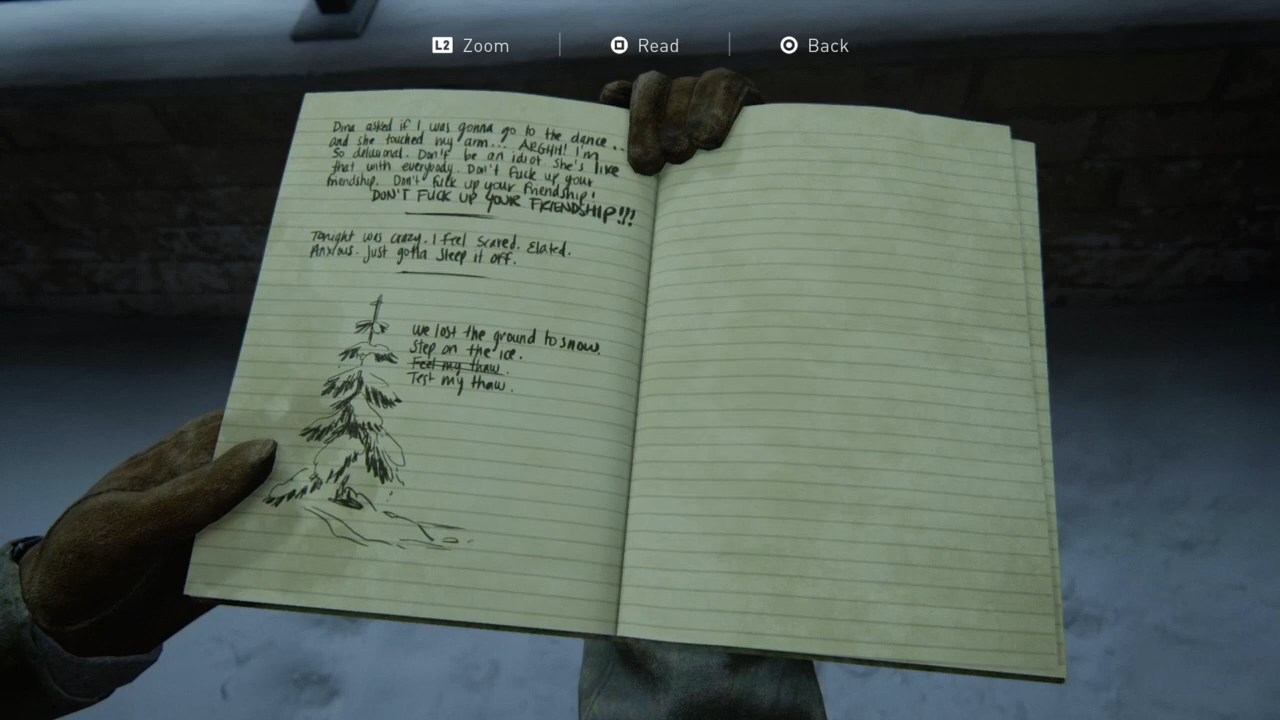 L2 Zoom
Read
Back
Dina asked if I was gonna go to the dance...
and she touched my arm... ARGHH! I'm
so delusional. Don't be an idiot she's like
that with everybody. Don't fuck up your
friendship. Don't fuck up your friendship!
DON'T FUCK UP YOUR FRIENDSHIP!!!
Tonight was crazy. I feel scared. Elated.
Anxious. Just gotta sleep it off.
We lost the ground to snow.
Step on the ice.
Feel my thaw.
Test my thaw.